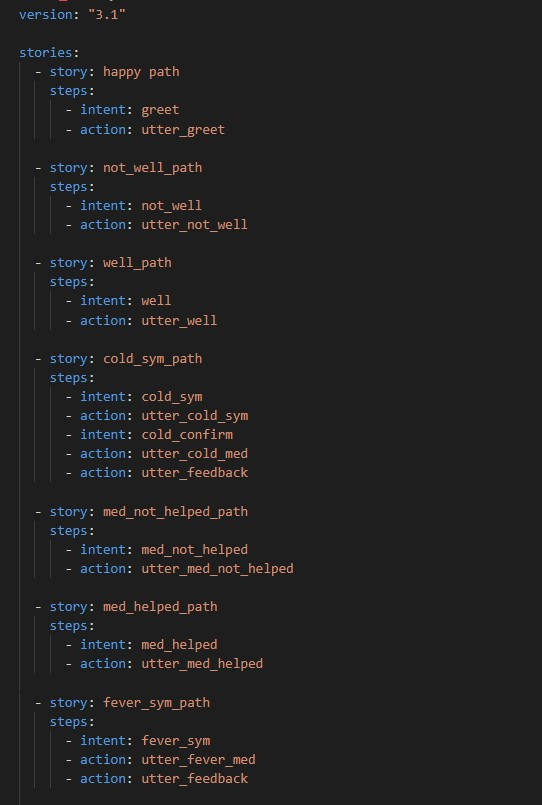 version: "3.1"
stories:
- story: happy path
steps:
- intent: greet
- action: utter_greet
- story: not_well_path
steps:
- intent: not_well
- action: utter_not_well
- story: well_path
steps:
- intent: well
- action: utter_well
- story: cold_sym_path
steps:
- intent: cold_sym
- action: utter_cold_sym
- intent: cold_confirm
- action: utter_cold_med
- action: utter_feedback
- story: med_not_helped_path
steps:
- intent: med_not_helped
- action: utter_med_not_helped
- story: med_helped_path
steps:
- intent: med_helped
- action: utter_med_helped
- story: fever_sym_path
steps:
- intent: fever_sym
- action: utter_fever_med
- action: utter_feedback